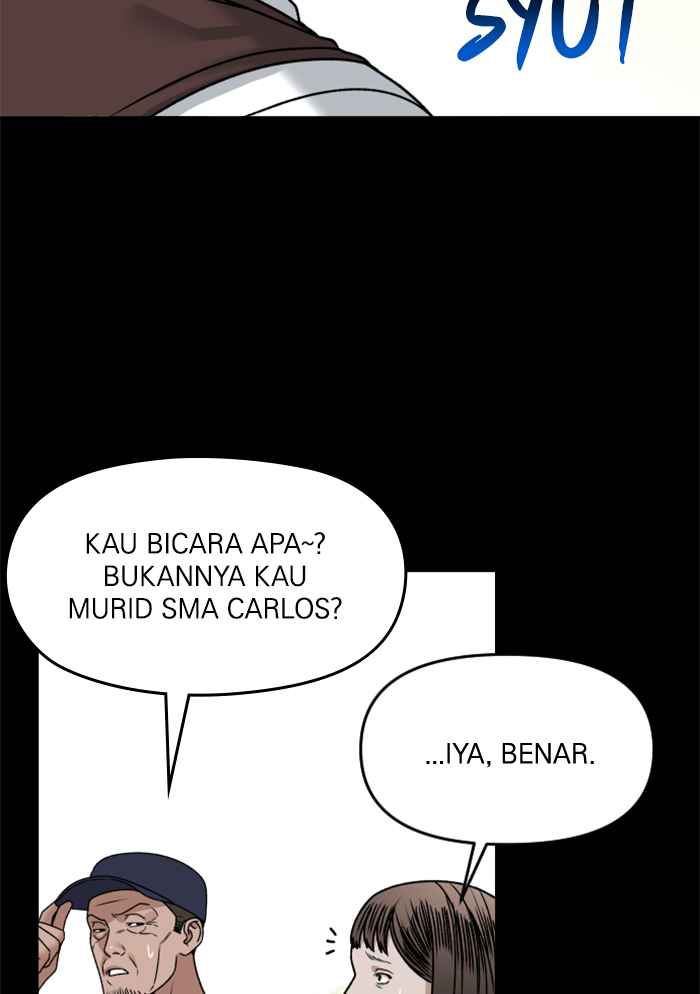 SYUT
KAU BICARA APA~?
BUKANNYA KAU
MURID SMA CARLOS?
...IYA, BENAR.